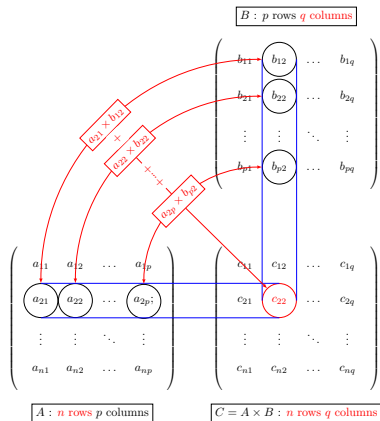 B : p rows q columns
b₁₁ b₁₂ … b₁q
b₂₁ b₂₂ … b₂q
⋮ ⋮ ⋱ ⋮
bₚ₁ bₚ₂ … bₚq
a₂₁ × b₁₂
+
a₂₂ × b₂₂
+ … +
a₂ₚ × bₚ₂
a₁₁ a₁₂ … a₁ₚ
a₂₁ a₂₂ … a₂ₚ;
⋮ ⋮ ⋱ ⋮
aₙ₁ aₙ₂ … aₙₚ
c₁₁ c₁₂ … c₁q
c₂₁ c₂₂ … c₂q
⋮ ⋮ ⋱ ⋮
cₙ₁ cₙ₂ … cₙq
A : n rows p columns
C = A × B : n rows q columns